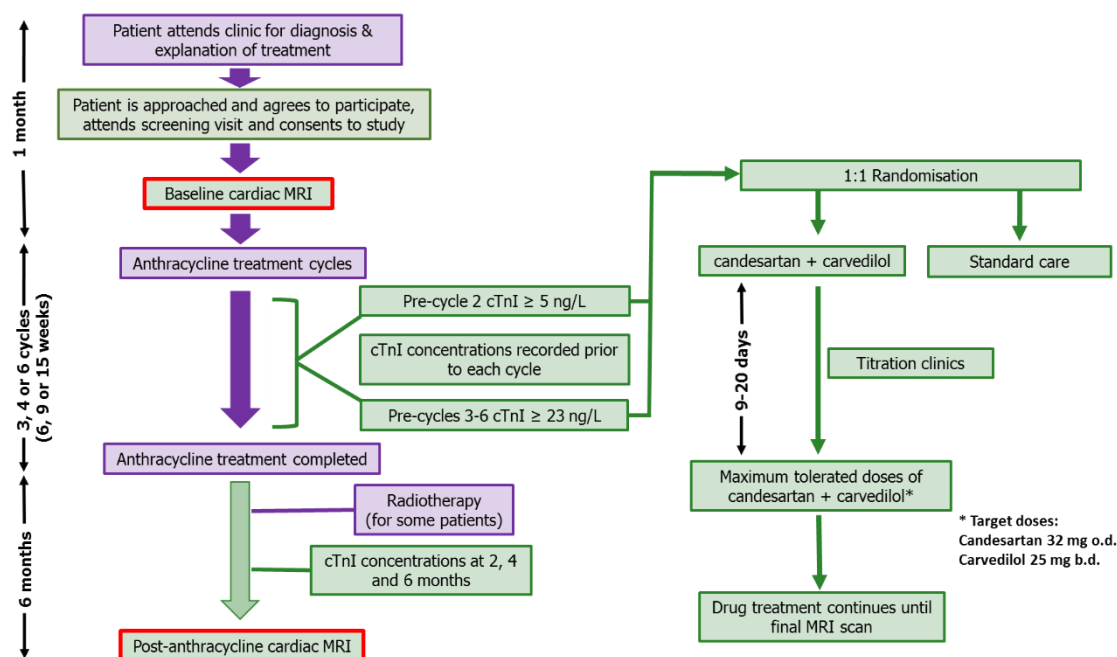 Patient attends clinic for diagnosis &
explanation of treatment
Patient is approached and agrees to participate,
attends screening visit and consents to study
Baseline cardiac MRI
Anthracycline treatment cycles
Pre-cycle 2 cTnI ≥ 5 ng/L
cTnI concentrations recorded prior
to each cycle
Pre-cycles 3-6 cTnI ≥ 23 ng/L
Anthracycline treatment completed
Radiotherapy
(for some patients)
cTnI concentrations at 2, 4
and 6 months
Post-anthracycline cardiac MRI
1 month
3, 4 or 6 cycles
(6, 9 or 15 weeks)
6 months
1:1 Randomisation
candesartan + carvedilol
Standard care
9-20 days
Titration clinics
Maximum tolerated doses of
candesartan + carvedilol*
* Target doses:
Candesartan 32 mg o.d.
Carvedilol 25 mg b.d.
Drug treatment continues until
final MRI scan